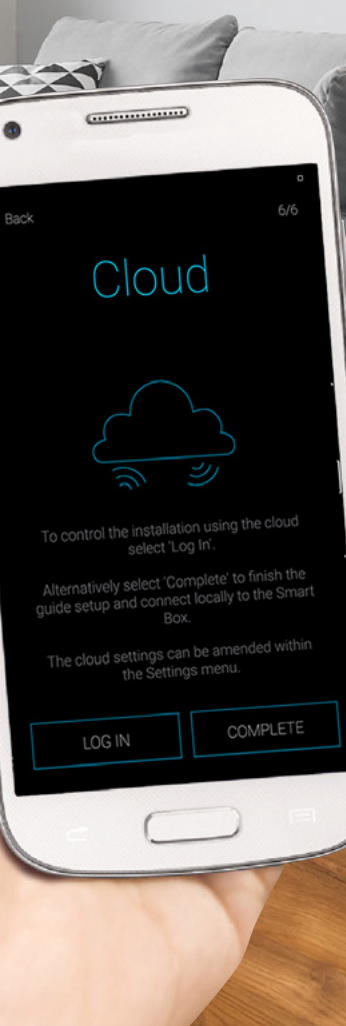 Back
6/6
Cloud
To control the installation using the cloud
select 'Log In'.
Alternatively select 'Complete' to finish the
guide setup and connect locally to the Smart
Box.
The cloud settings can be amended within
the Settings menu.
LOG IN
COMPLETE